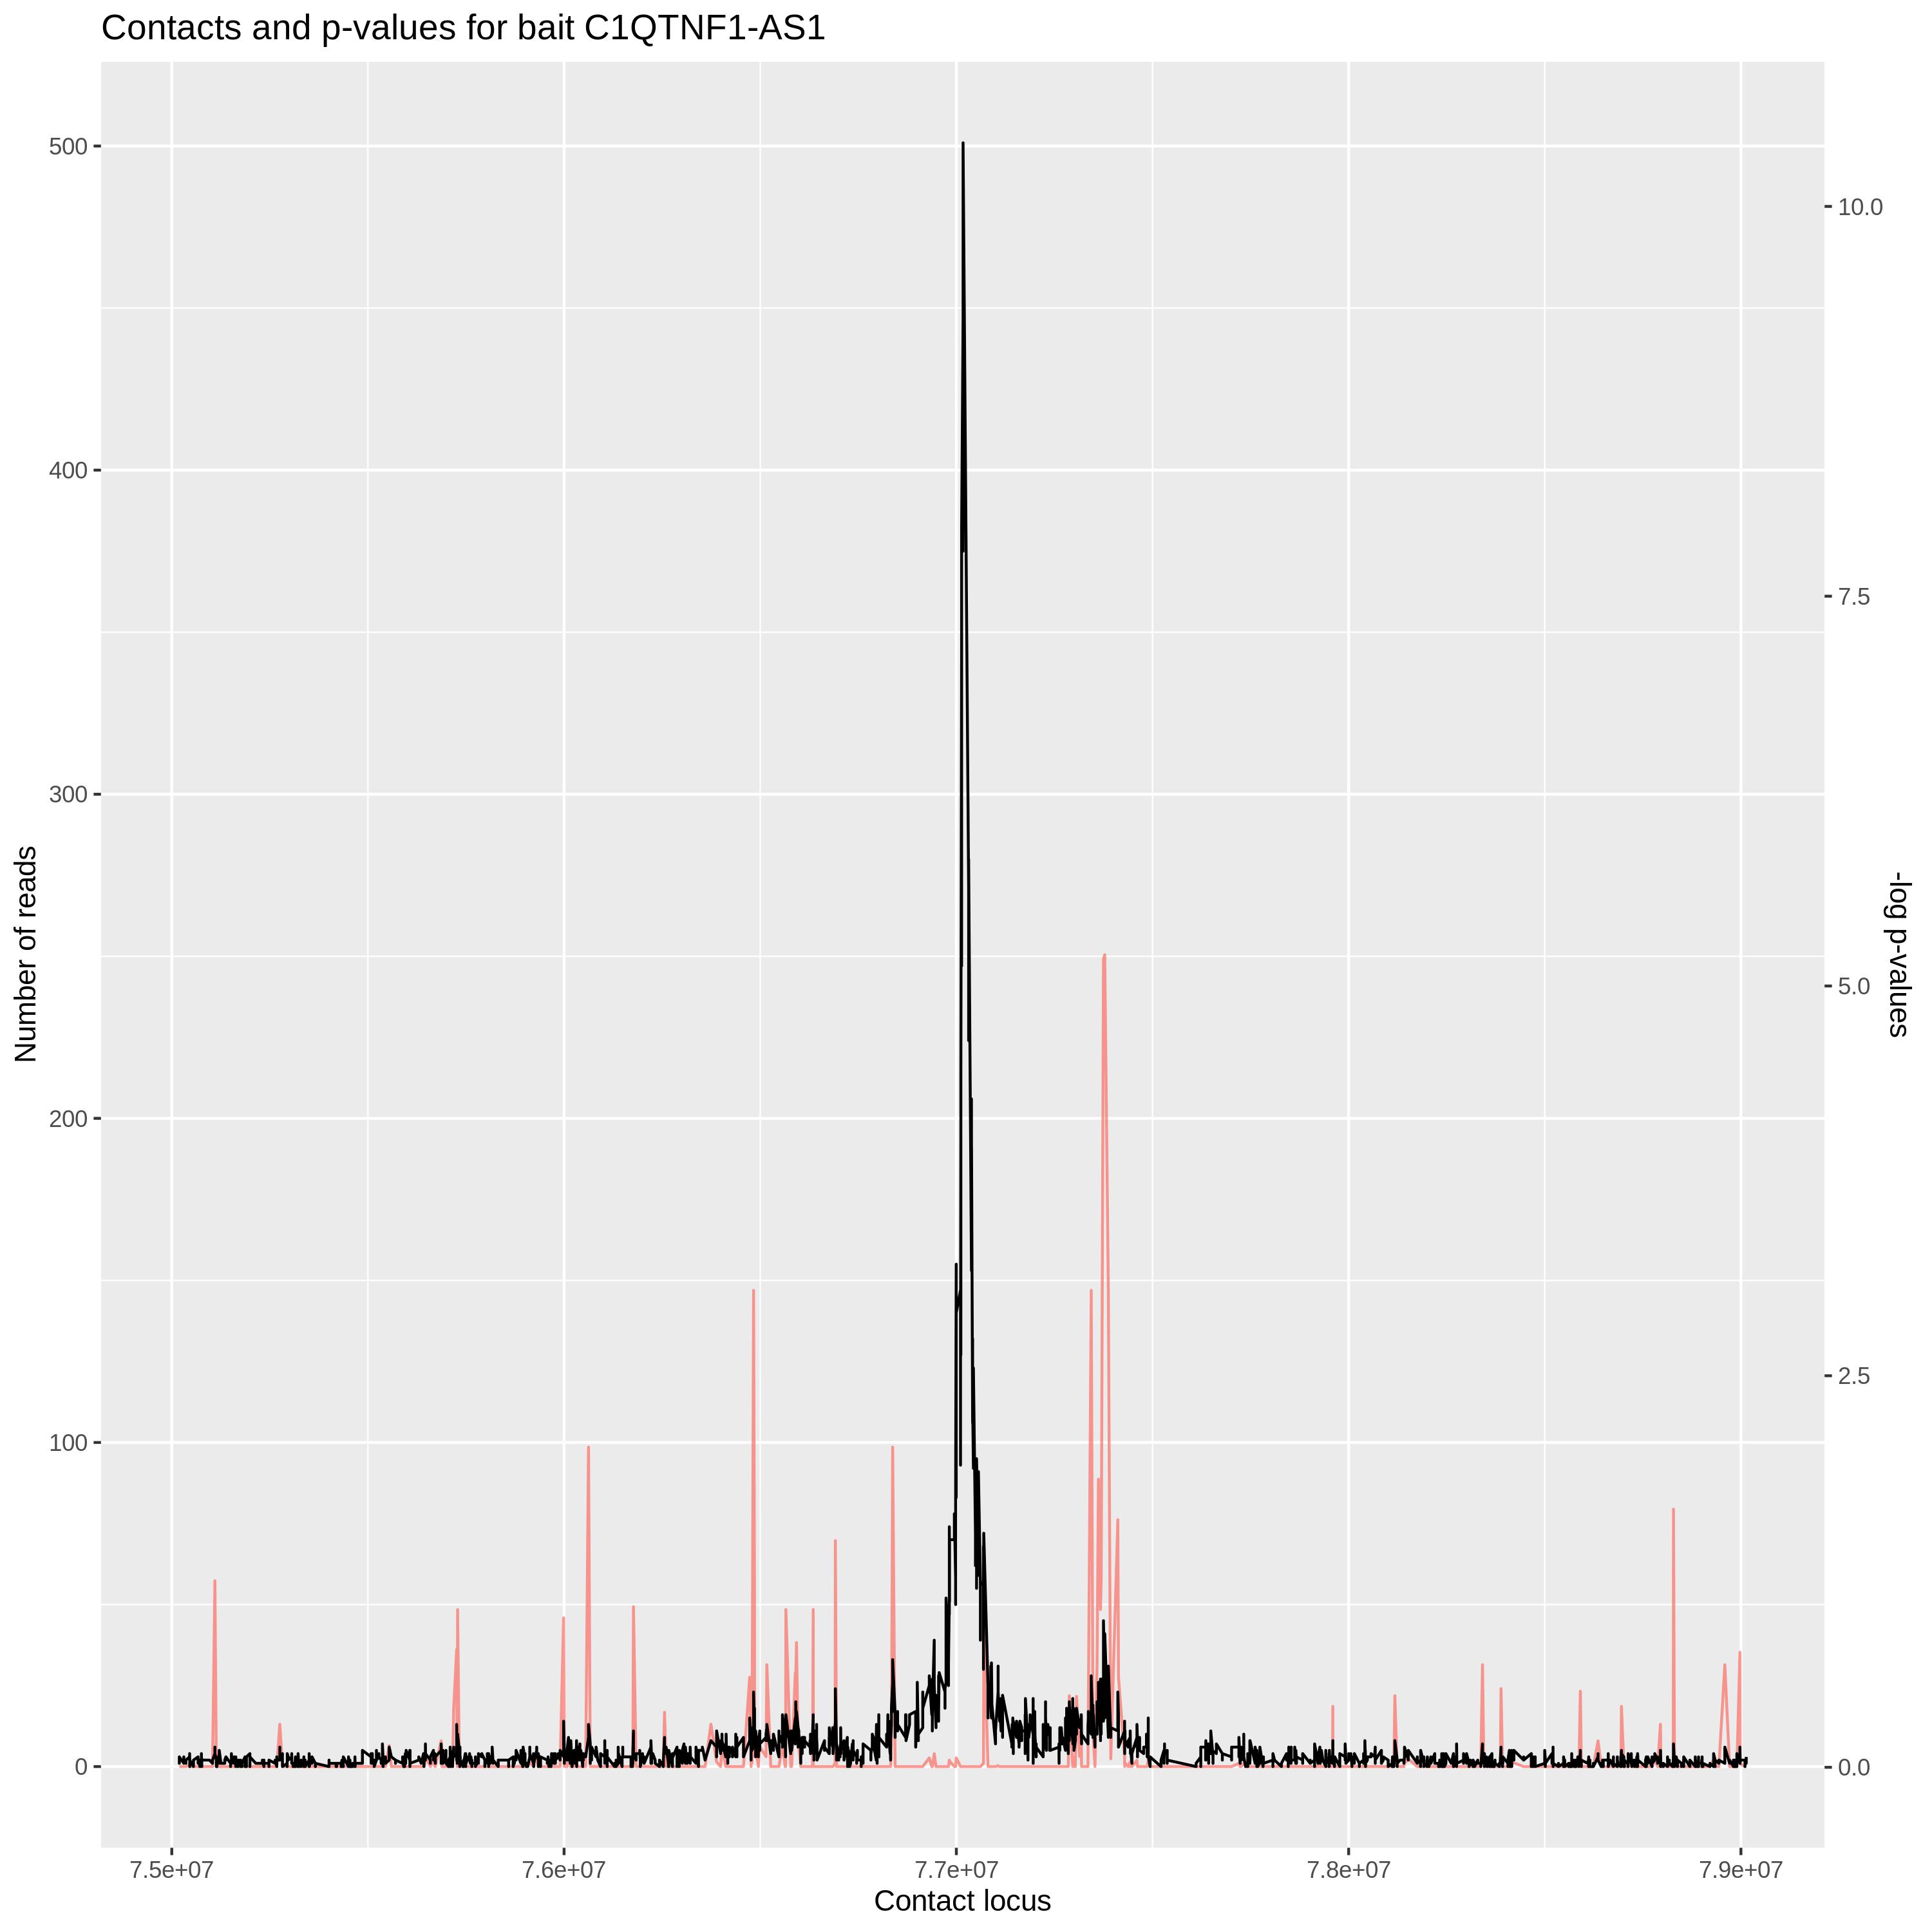 Contacts and p-values for bait C1QTNF1-AS1
500
400
300
200
100
0
Number of reads
10.0
7.5
5.0
2.5
0.0
-log p-values
7.5e+07
7.6e+07
7.7e+07
7.8e+07
7.9e+07
Contact locus